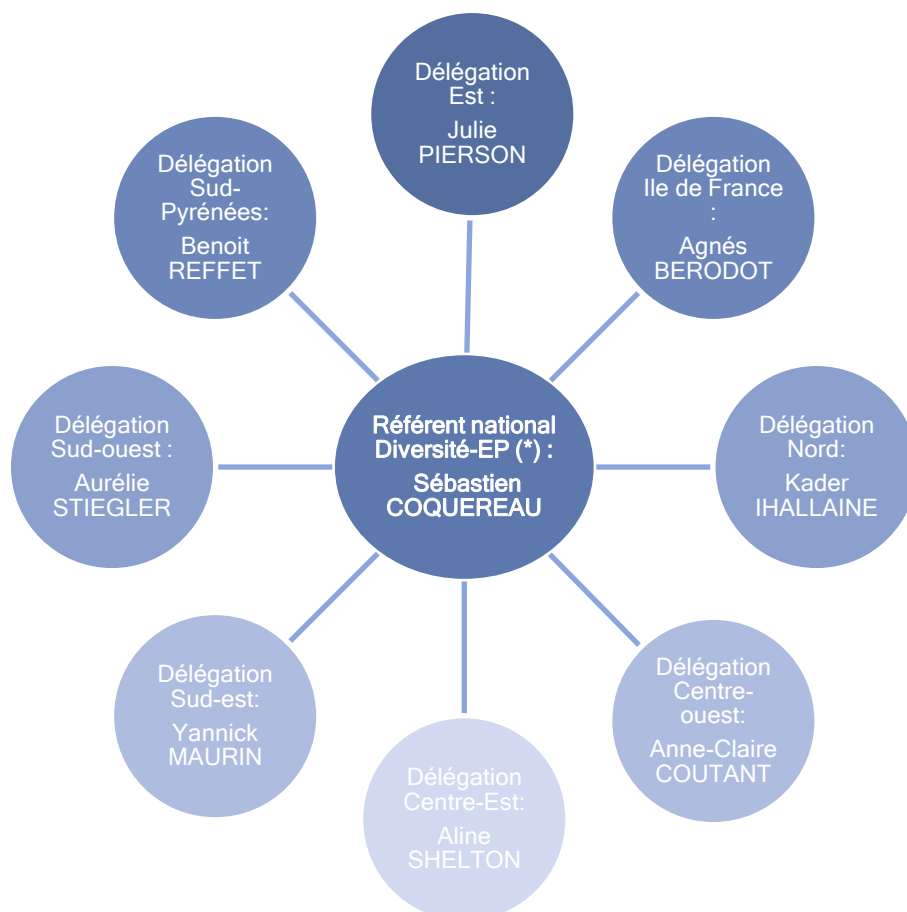 Délégation
Est :
Julie
PIERSON
Délégation
Ile de France
:
Agnés
BERODOT
Délégation
Nord:
Kader
IHALLAINE
Délégation
Centre-
ouest:
Anne-Claire
COUTANT
Délégation
Centre-Est:
Aline
SHELTON
Délégation
Sud-est:
Yannick
MAURIN
Délégation
Sud-ouest :
Aurélie
STIEGLER
Délégation
Sud-
Pyrénées:
Benoit
REFFET
Référent national
Diversité-EP (*) :
Sébastien
COQUEREAU